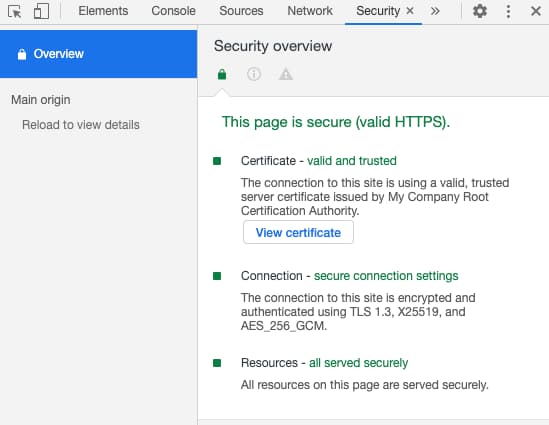 Elements Console Sources Network Security × »
Overview
Main origin
Reload to view details
Security overview
This page is secure (valid HTTPS).
Certificate - valid and trusted
The connection to this site is using a valid, trusted
server certificate issued by My Company Root
Certification Authority.
View certificate
Connection - secure connection settings
The connection to this site is encrypted and
authenticated using TLS 1.3, X25519, and
AES_256_GCM.
Resources - all served securely
All resources on this page are served securely.